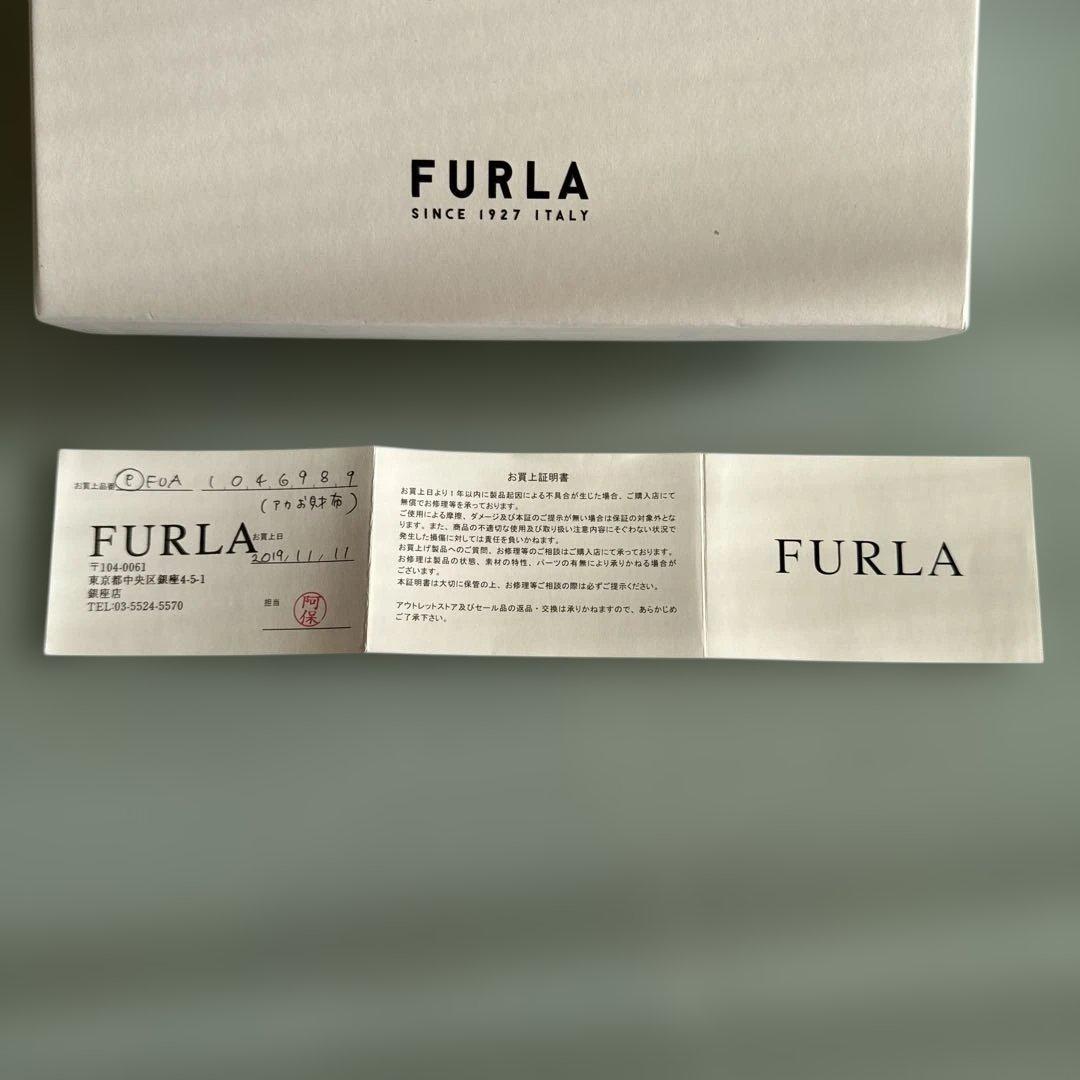 FURLA
SINCE 1927 ITALY
お買上品番 Ⓟ EUA 1,0,4,6,9,8,9
(アカお財布)
FURLA
お買上日
2019,11,11
〒104-0061
東京都中央区銀座4-5-1
銀座店
TEL:03-5524-5570
担当
阿保
お買上証明書
お買上日より1年以内に製品起因による不具合が生じた場合、ご購入店にて
無償でお修理等を承っております。
ご使用による摩擦、ダメージ及び本証のご提示が無い場合は保証の対象外とな
ります。また、商品の不適切な使用及び取り扱い注意内容にそぐわない状況で
発生した損傷に対しては責任を負いかねます。
お買上げ製品へのご質問、お修理等のご相談はご購入店にて承っております。
お修理は製品の状態、素材の特性、パーツの有無により承りかねる場合が
ございます。
本証明書は大切に保管の上、お修理等ご相談の際は必ずご提示ください。
アウトレットストア及びセール品の返品・交換は承りかねますので、あらかじめ
ご了承下さい。
FURLA